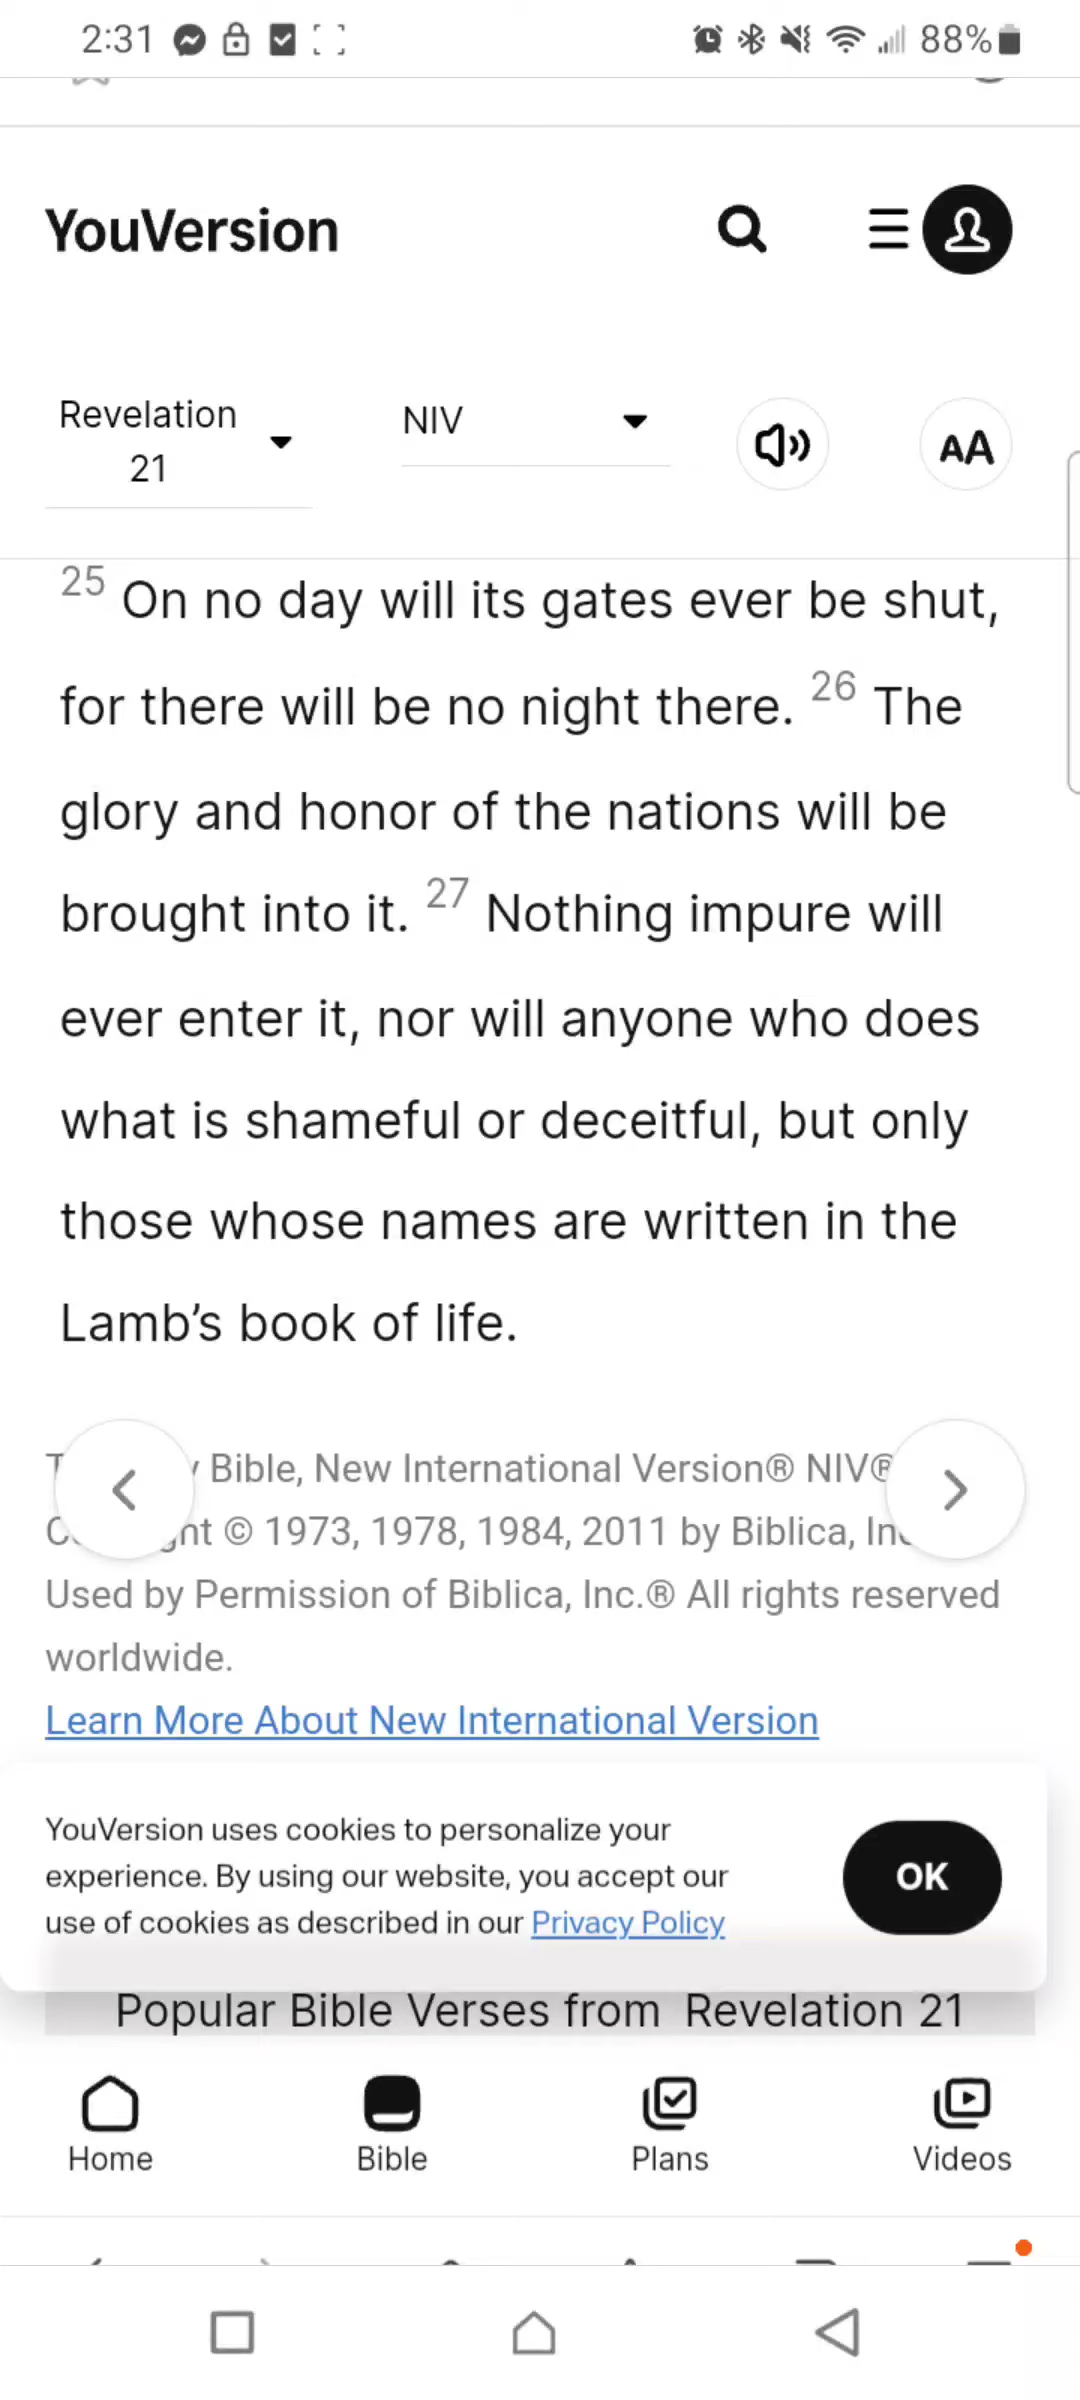 2:31
88%
YouVersion
Revelation
21
NIV
AA
25 On no day will its gates ever be shut,
for there will be no night there. 26 The
glory and honor of the nations will be
brought into it. 27 Nothing impure will
ever enter it, nor will anyone who does
what is shameful or deceitful, but only
those whose names are written in the
Lamb’s book of life.
Bible, New International Version® NIV®
© 1973, 1978, 1984, 2011 by Biblica,
Used by Permission of Biblica, Inc.® All rights reserved
worldwide.
Learn More About New International Version
YouVersion uses cookies to personalize your
experience. By using our website, you accept our
use of cookies as described in our Privacy Policy
OK
Popular Bible Verses from Revelation 21
Home
Bible
Plans
Videos